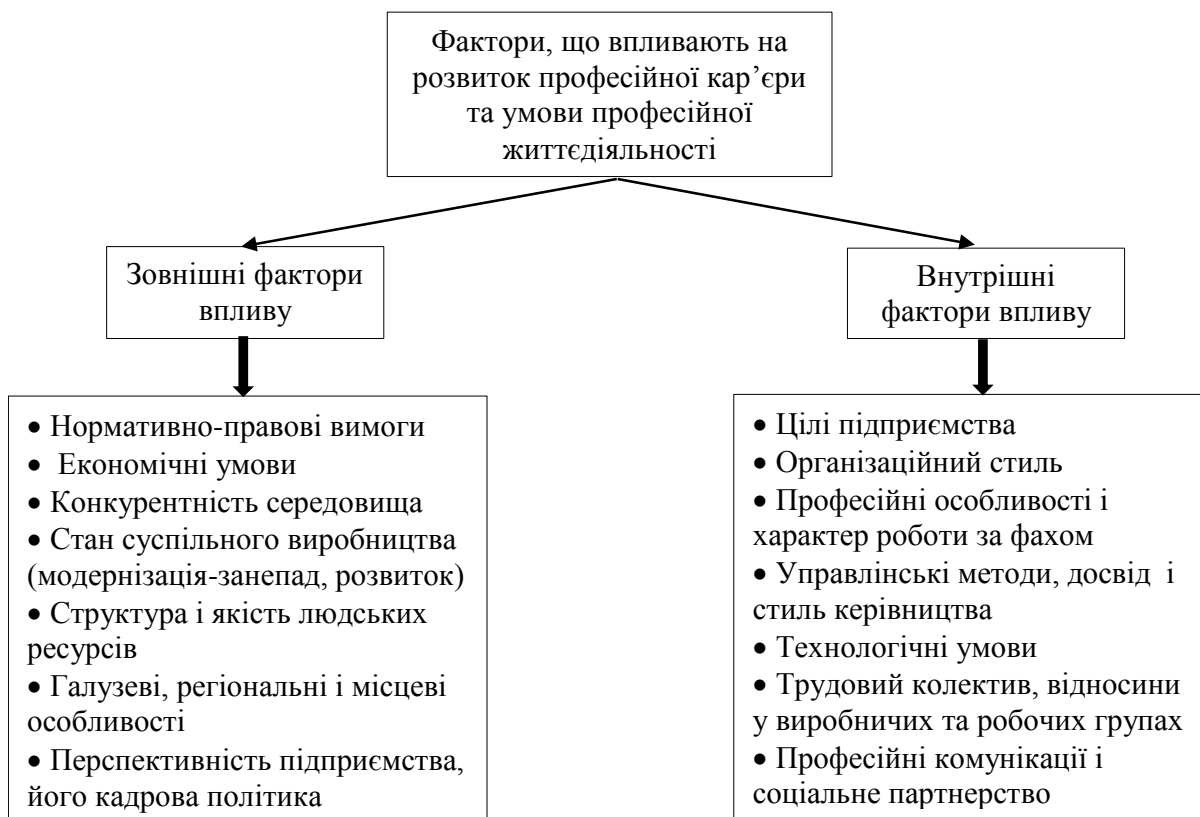 Фактори, що впливають на
розвиток професійної кар’єри
та умови професійної
життєдіяльності
Зовнішні фактори
впливу
Внутрішні
фактори впливу
• Нормативно-правові вимоги
• Економічні умови
• Конкурентність середовища
• Стан суспільного виробництва
(модернізація-занепад, розвиток)
• Структура і якість людських
ресурсів
• Галузеві, регіональні і місцеві
особливості
• Перспективність підприємства,
його кадрова політика
• Цілі підприємства
• Організаційний стиль
• Професійні особливості і
характер роботи за фахом
• Управлінські методи, досвід і
стиль керівництва
• Технологічні умови
• Трудовий колектив, відносини
у виробничих та робочих групах
• Професійні комунікації і
соціальне партнерство